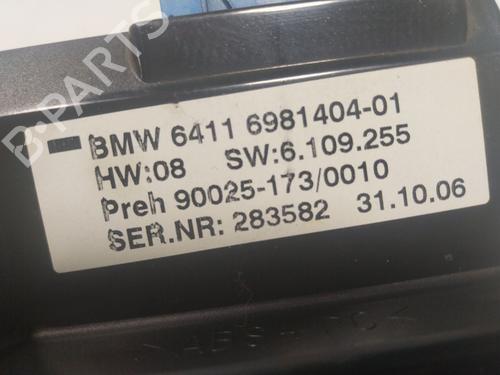 B-PARTS
BMW 6411 6981404-01
HW:08 SW:6.109.255
Preh 90025-173/0010
SER.NR: 283582 31.10.06